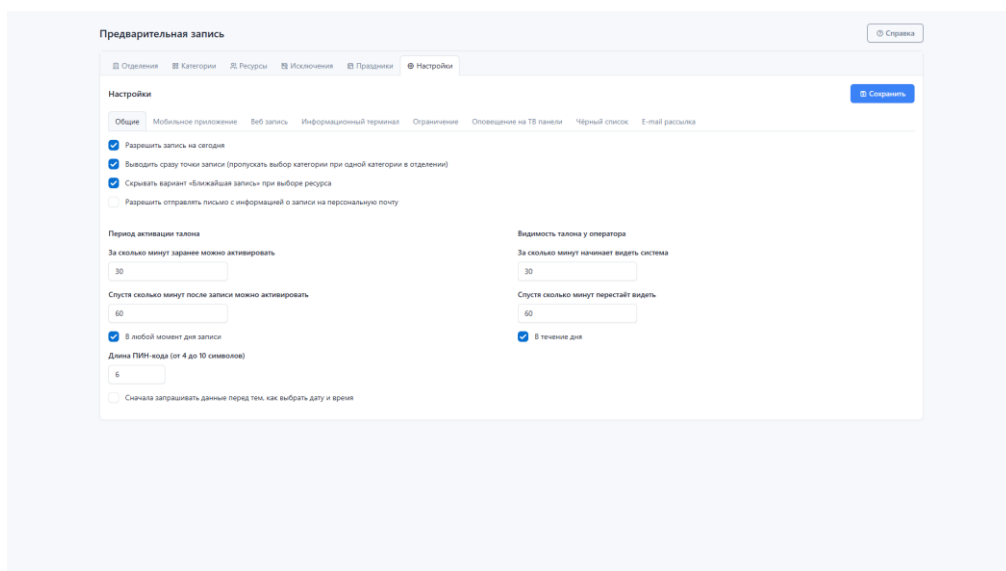 Предварительная запись
Справка
Отделения Категории Ресурсы Исключения Праздники Настройки
Настройки
Сохранить
Общие Мобильное приложение Веб запись Информационный терминал Ограничение Оповещение на ТВ панели Чёрный список E-mail рассылка
Разрешить запись на сегодня
Выводить сразу точки записи (пропускать выбор категории при одной категории в отделении)
Скрывать вариант «Ближайшая запись» при выборе ресурса
Разрешить отправлять письмо с информацией о записи на персональную почту
Период активации талона
За сколько минут заранее можно активировать
30
Спустя сколько минут после записи можно активировать
60
В любой момент дня записи
Длина ПИН-кода (от 4 до 10 символов)
6
Сначала запрашивать данные перед тем, как выбрать дату и время
Видимость талона у оператора
За сколько минут начинает видеть система
30
Спустя сколько минут перестаёт видеть
60
В течение дня